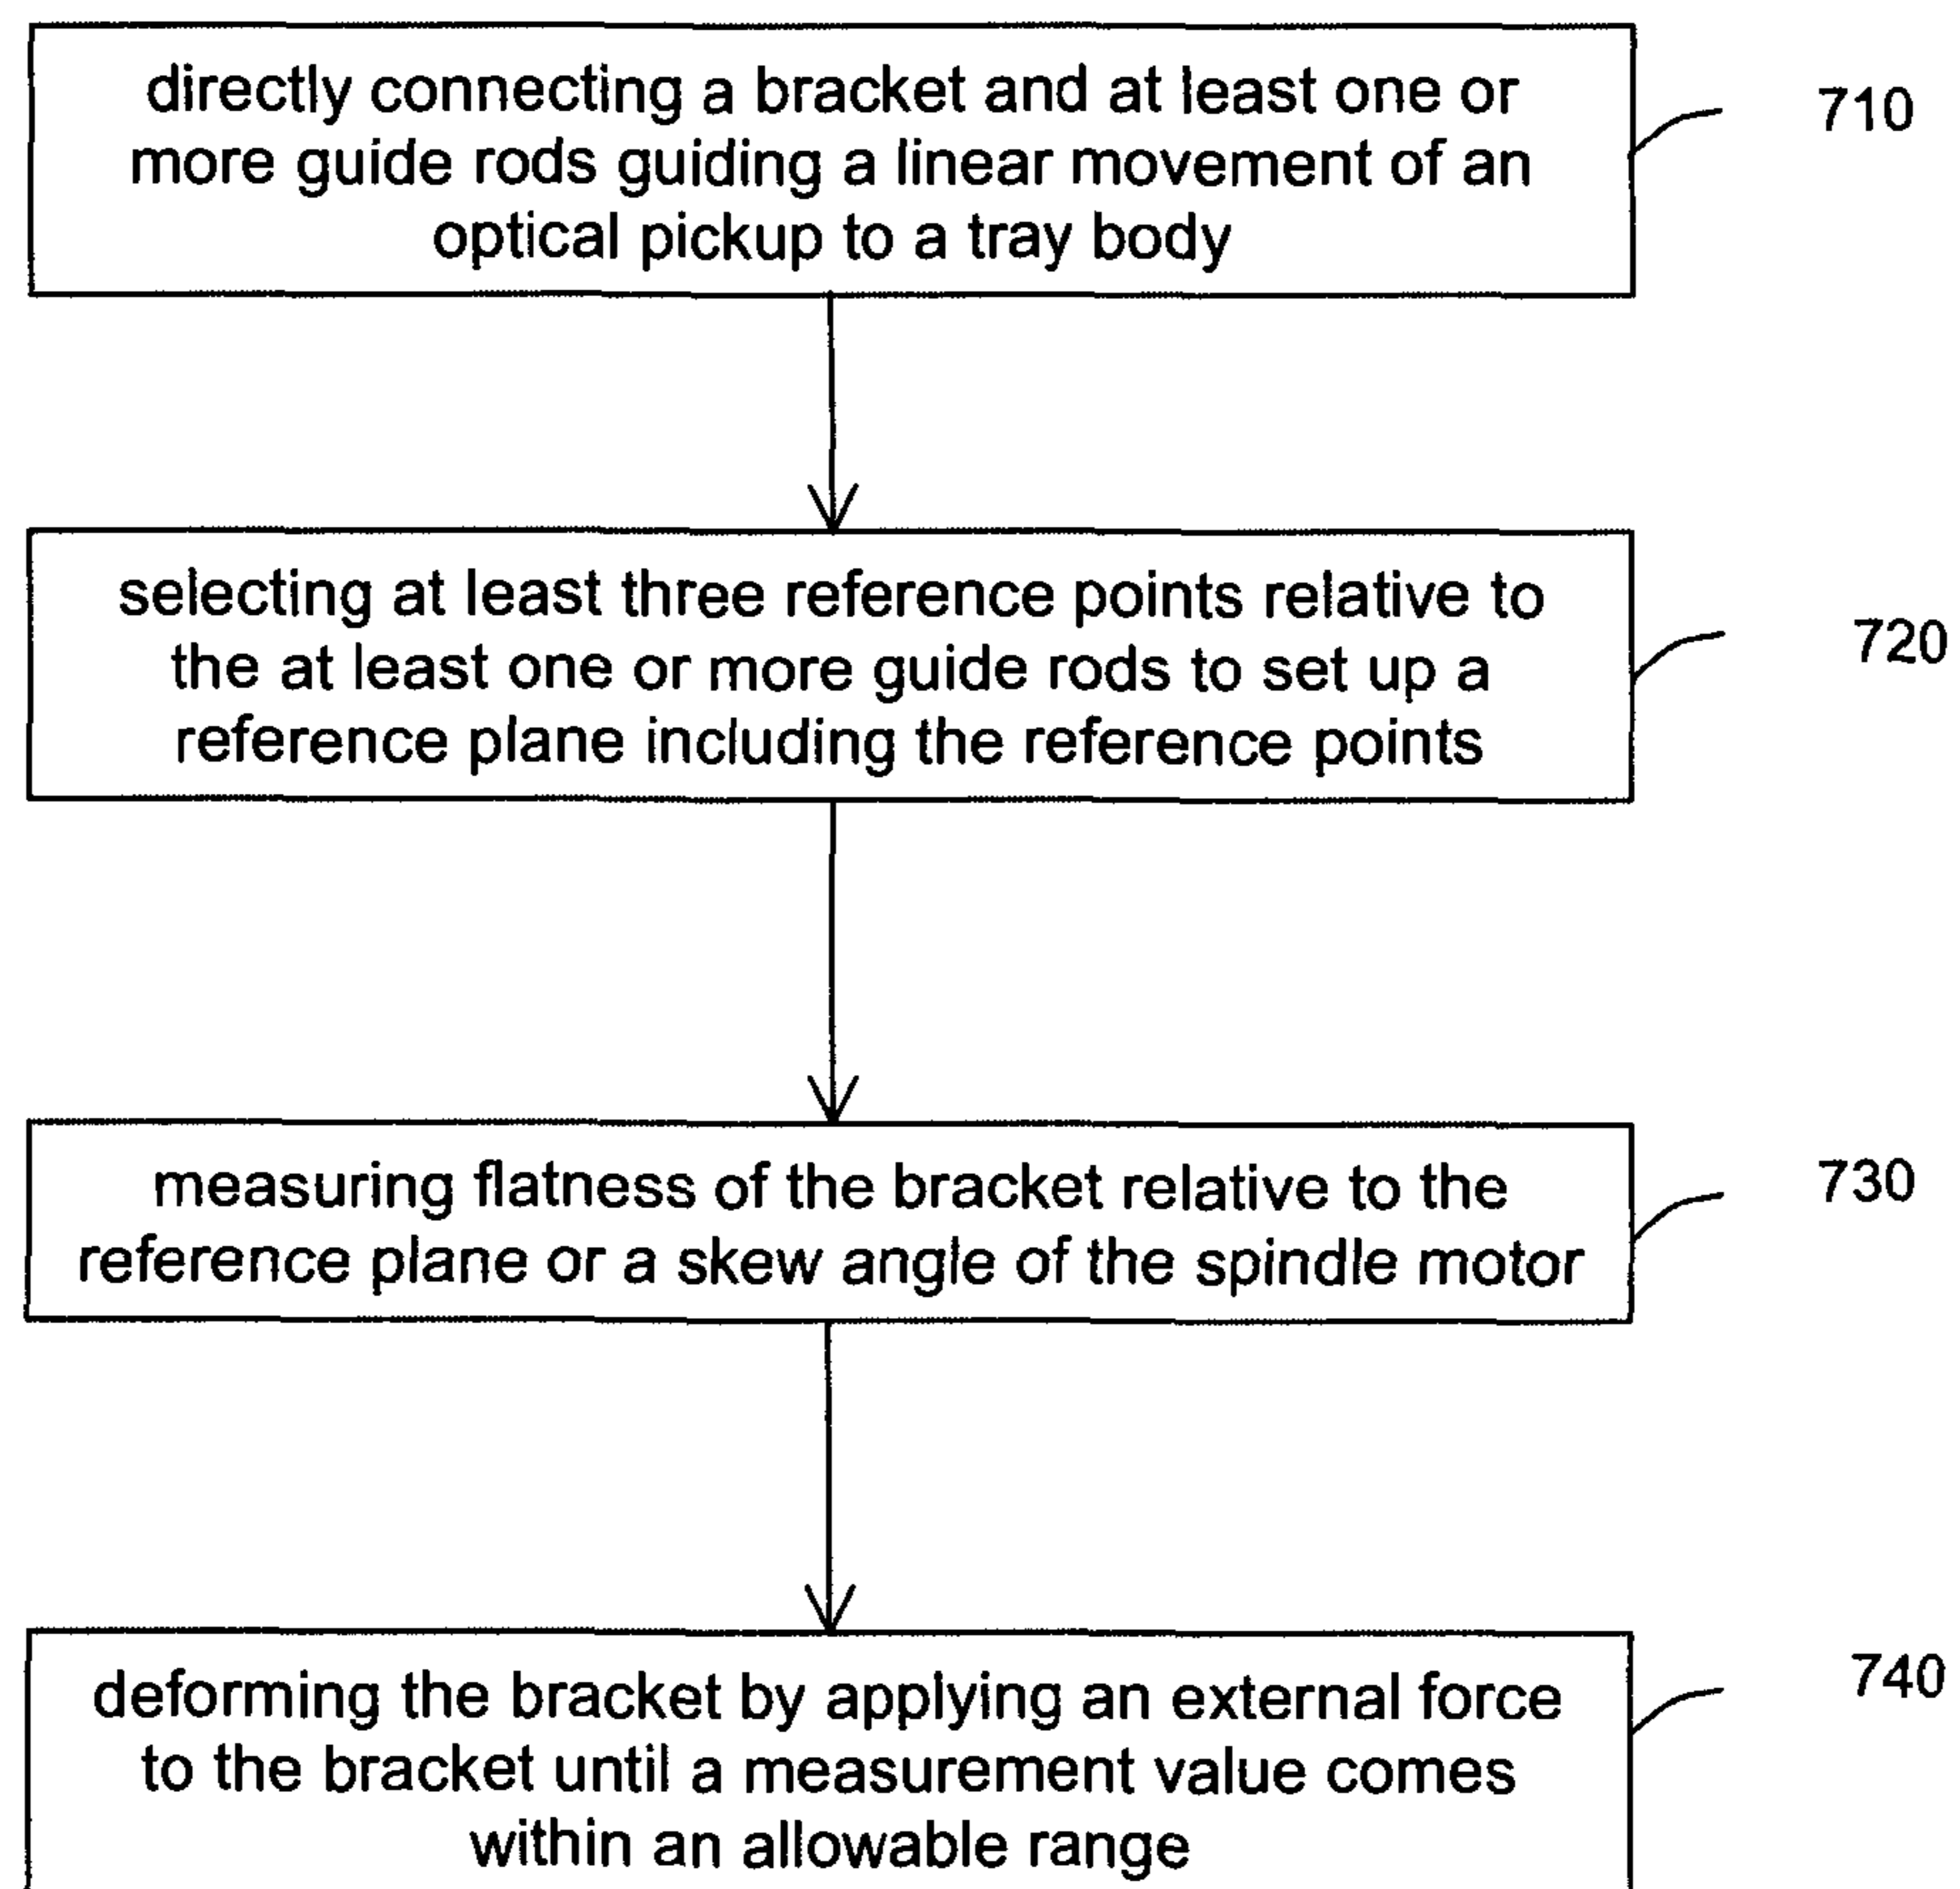 directly connecting a bracket and at least one or
more guide rods guiding a linear movement of an
optical pickup to a tray body
710
selecting at least three reference points relative to
the at least one or more guide rods to set up a
reference plane including the reference points
720
measuring flatness of the bracket relative to the
reference plane or a skew angle of the spindle motor
730
deforming the bracket by applying an external force
to the bracket until a measurement value comes
within an allowable range
740